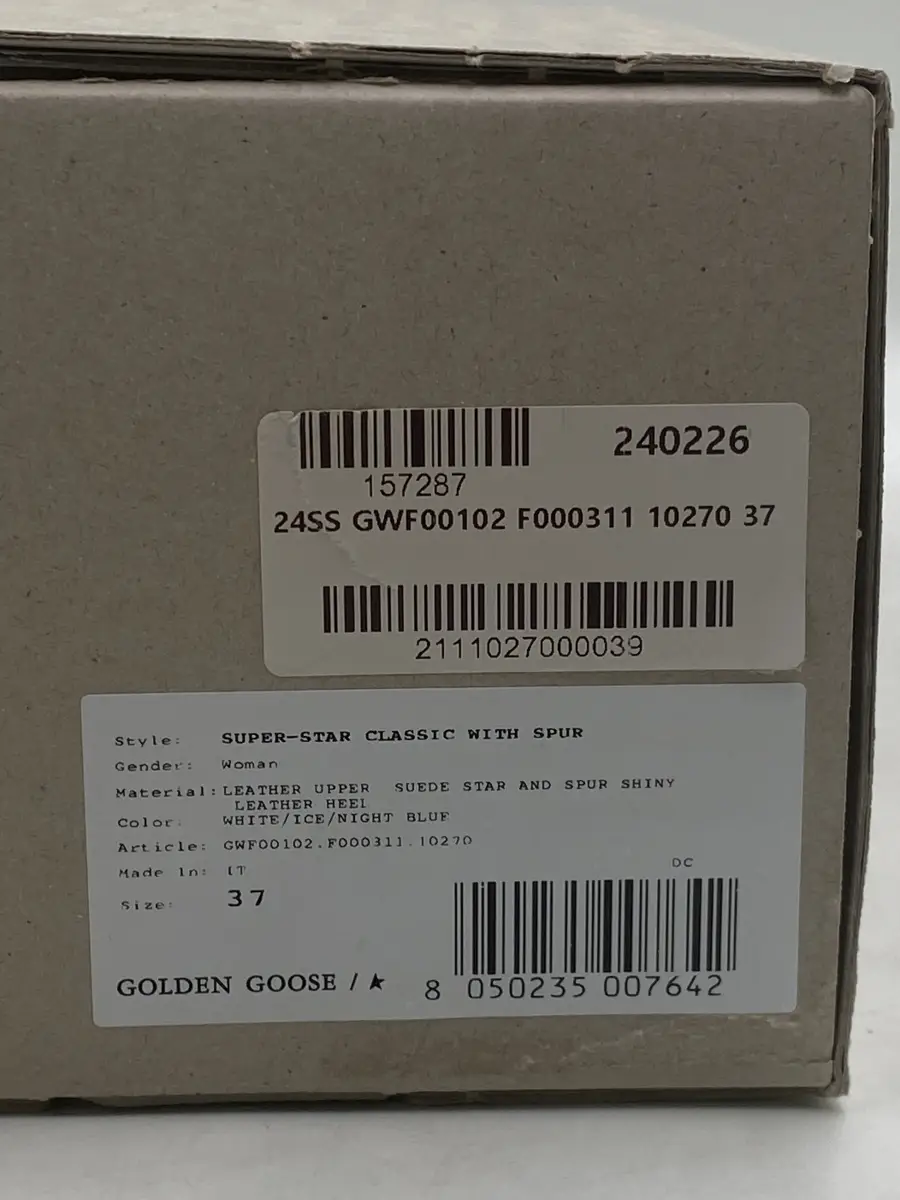 240226
157287
24SS GWF00102 F000311 10270 37
2111027000039
Style: SUPER-STAR CLASSIC WITH SPUR
Gender: Woman
Material: LEATHER UPPER SUEDE STAR AND SPUR SHINY
LEATHER HEEL
Color: WHITE/ICE/NIGHT BLUE
Article: GWF00102.F000311.10270
Made In: IT
DC
Size: 37
GOLDEN GOOSE /
8 050235 007642